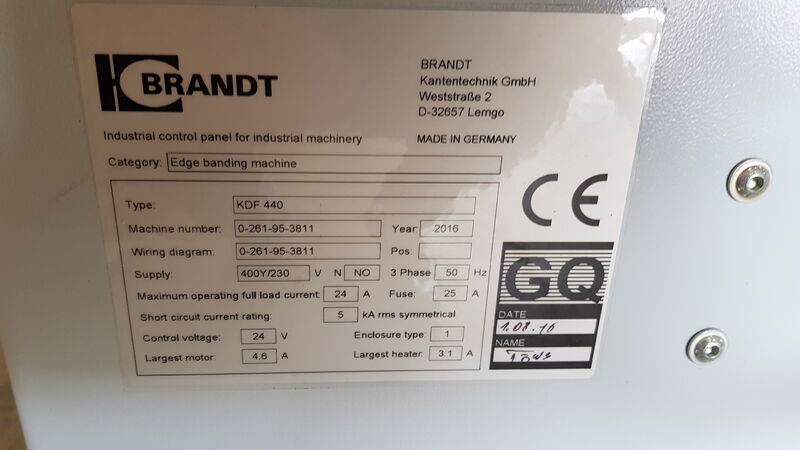 BRANDT
BRANDT
Kantentechnik GmbH
Weststraße 2
D-32657 Lemgo
Industrial control panel for industrial machinery
MADE IN GERMANY
Category: Edge banding machine
Type: KDF 440
Machine number: 0-261-95-3811 Year: 2016
Wiring diagram: 0-261-95-3811 Pos:
Supply: 400Y/230 V N NO 3 Phase 50 Hz
Maximum operating full load current: 24 A Fuse: 25 A
Short circuit current rating: 5 kA rms symmetrical
Control voltage: 24 V Enclosure type: 1
Largest motor: 4.6 A Largest heater: 3.1 A
CE
GQ
DATE
1.08.16
NAME